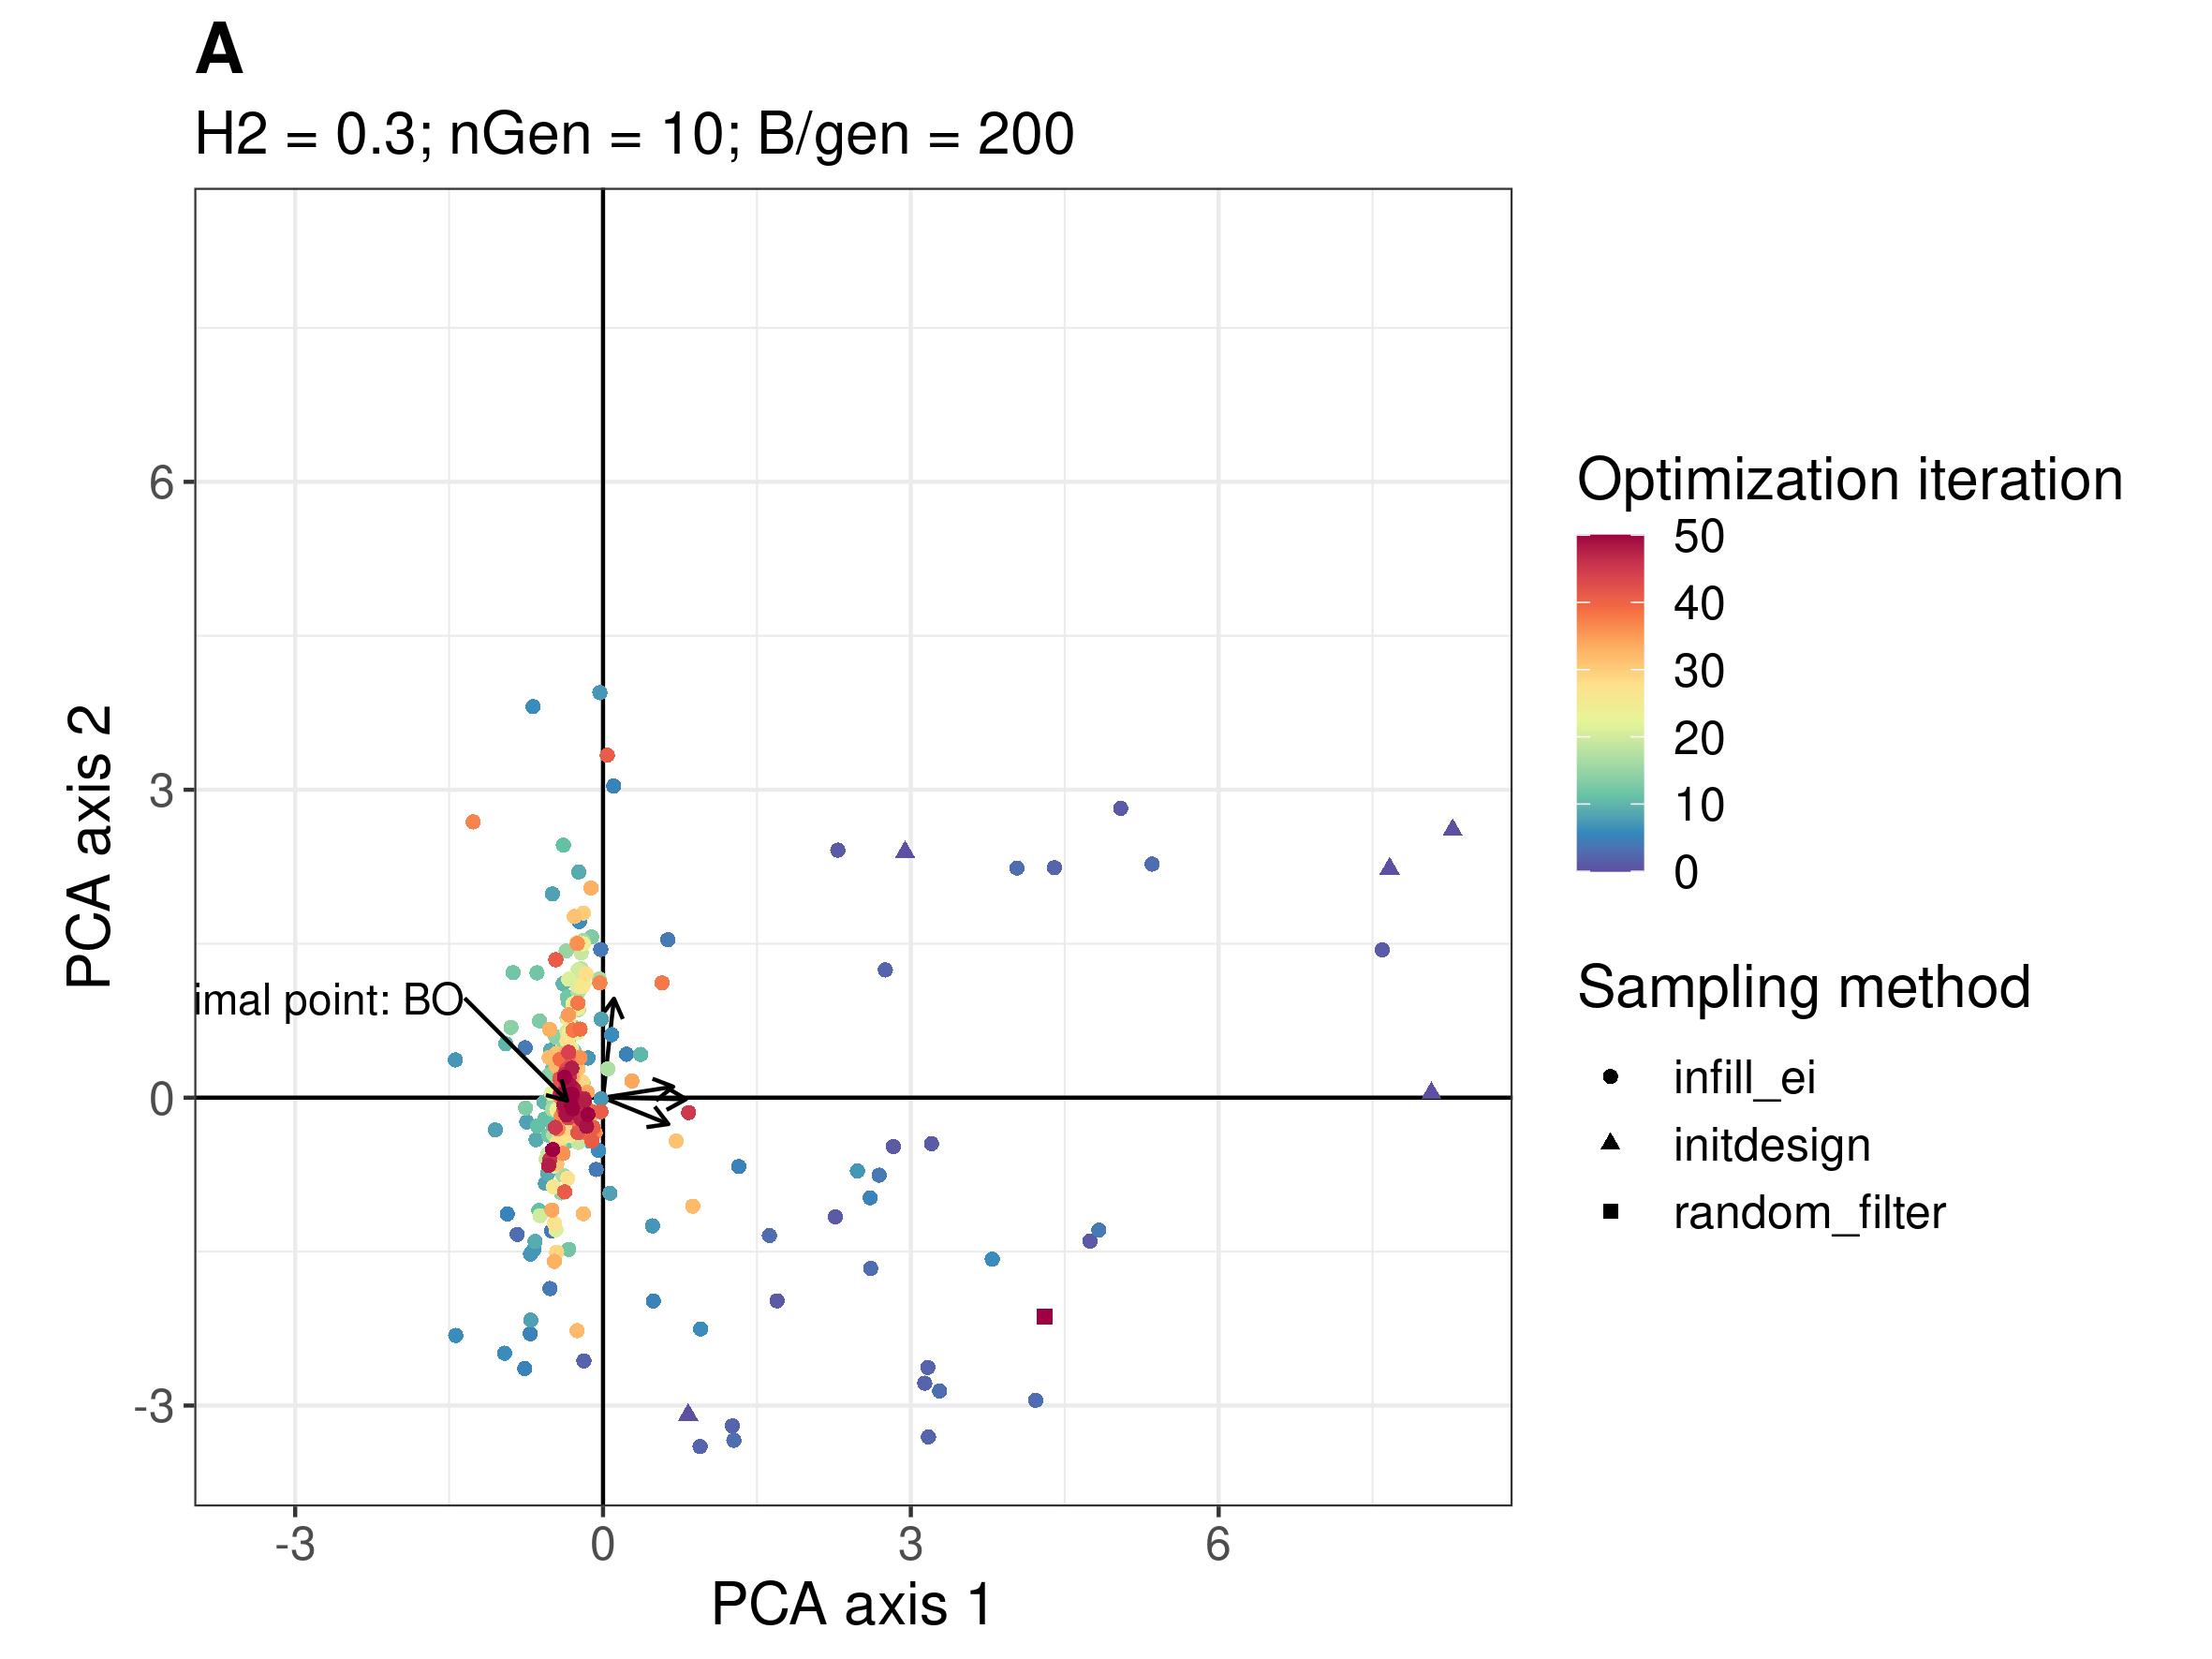 A
H2 = 0.3; nGen = 10; B/gen = 200
PCA axis 2
6
3
0
-3
imal point: BO
-3
0
3
6
PCA axis 1
Optimization iteration
50
40
30
20
10
0
Sampling method
infill_ei
initdesign
random_filter